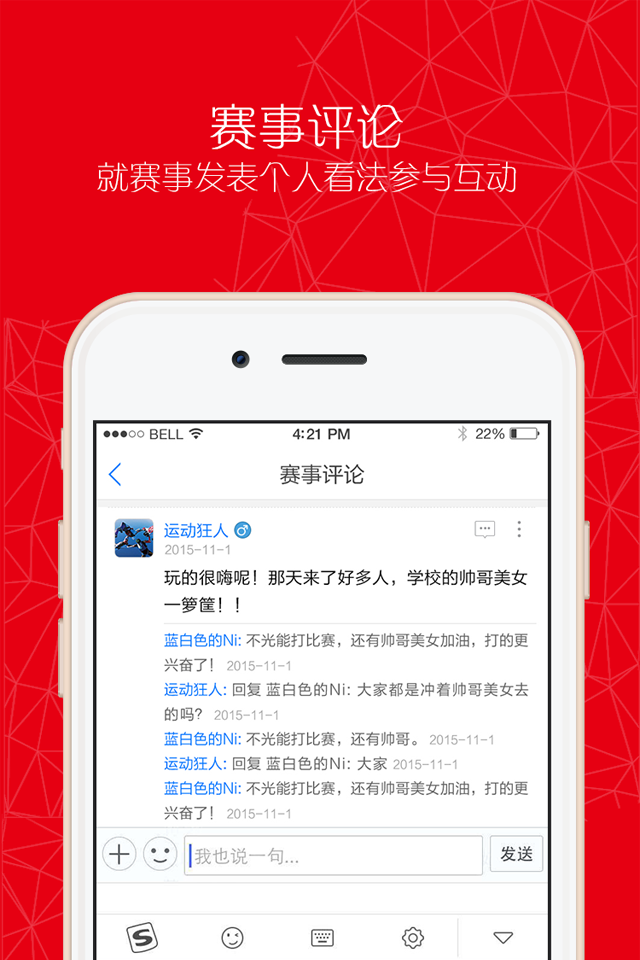 赛事评论
就赛事发表个人看法参与互动
BELL 4:21 PM 22%
赛事评论
运动狂人
2015-11-1
玩的很嗨呢！那天来了好多人，学校的帅哥美女
一箩筐！！
蓝白色的Ni: 不光能打比赛，还有帅哥美女加油，打的更
兴奋了！ 2015-11-1
运动狂人: 回复 蓝白色的Ni: 大家都是冲着帅哥美女去
的吗？ 2015-11-1
蓝白色的Ni: 不光能打比赛，还有帅哥。 2015-11-1
运动狂人: 回复 蓝白色的Ni: 大家 2015-11-1
蓝白色的Ni: 不光能打比赛，还有帅哥美女加油，打的更
兴奋了！ 2015-11-1
我也说一句... 发送
S